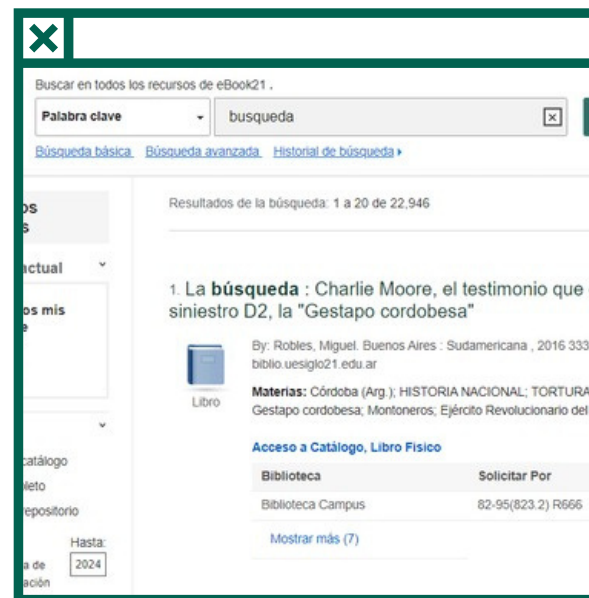 Buscar en todos los recursos de eBook21 .
Palabra clave
busqueda
Búsqueda básica Búsqueda avanzada Historial de búsqueda
Resultados de la búsqueda: 1 a 20 de 22,946
actual
os mis
1. La búsqueda : Charlie Moore, el testimonio que
siniestro D2, la "Gestapo cordobesa"
By: Robles, Miguel. Buenos Aires : Sudamericana , 2016 333
biblio.uesiglo21.edu.ar
Libro
Materias: Córdoba (Arg.); HISTORIA NACIONAL; TORTURA
Gestapo cordobesa; Montoneros; Ejército Revolucionario del
Acceso a Catálogo, Libro Fisico
Biblioteca Solicitar Por
Biblioteca Campus 82-95(823.2) R666
Mostrar más (7)
catálogo
leto
repositorio
Hasta:
a de 2024
ación